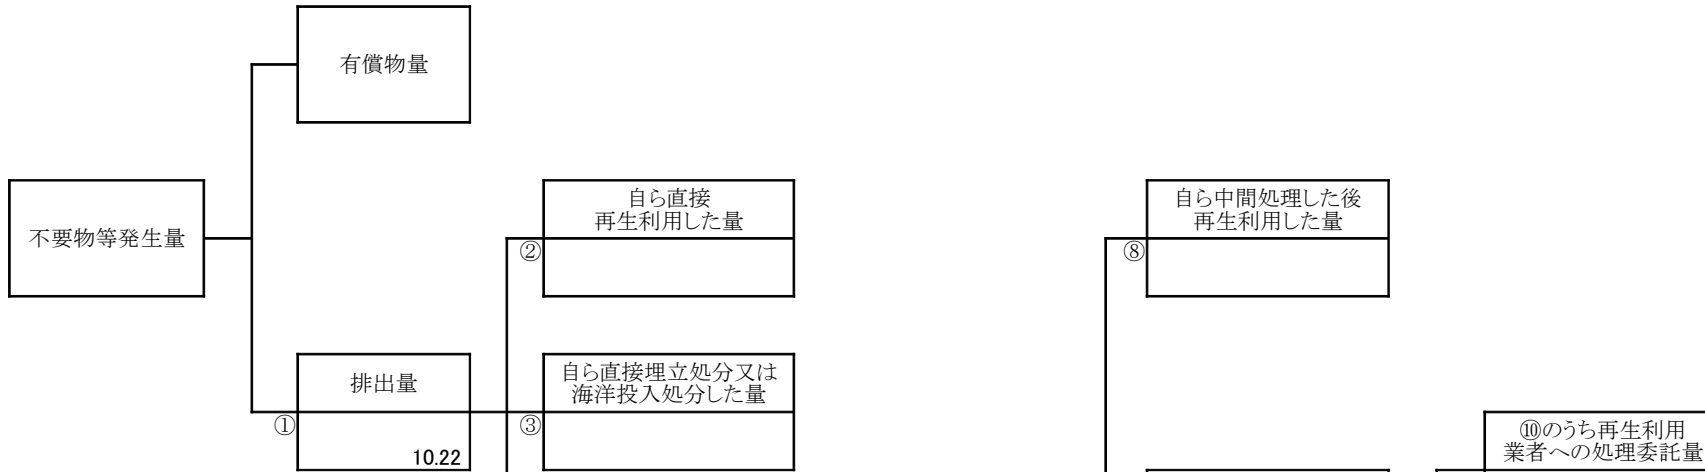 有償物量
不要物等発生量
自ら直接
再生利用した量
②
自ら中間処理した後
再生利用した量
⑧
排出量
①
10.22
自ら直接埋立処分又は
海洋投入処分した量
③
⑩のうち再生利用
業者への処理委託量